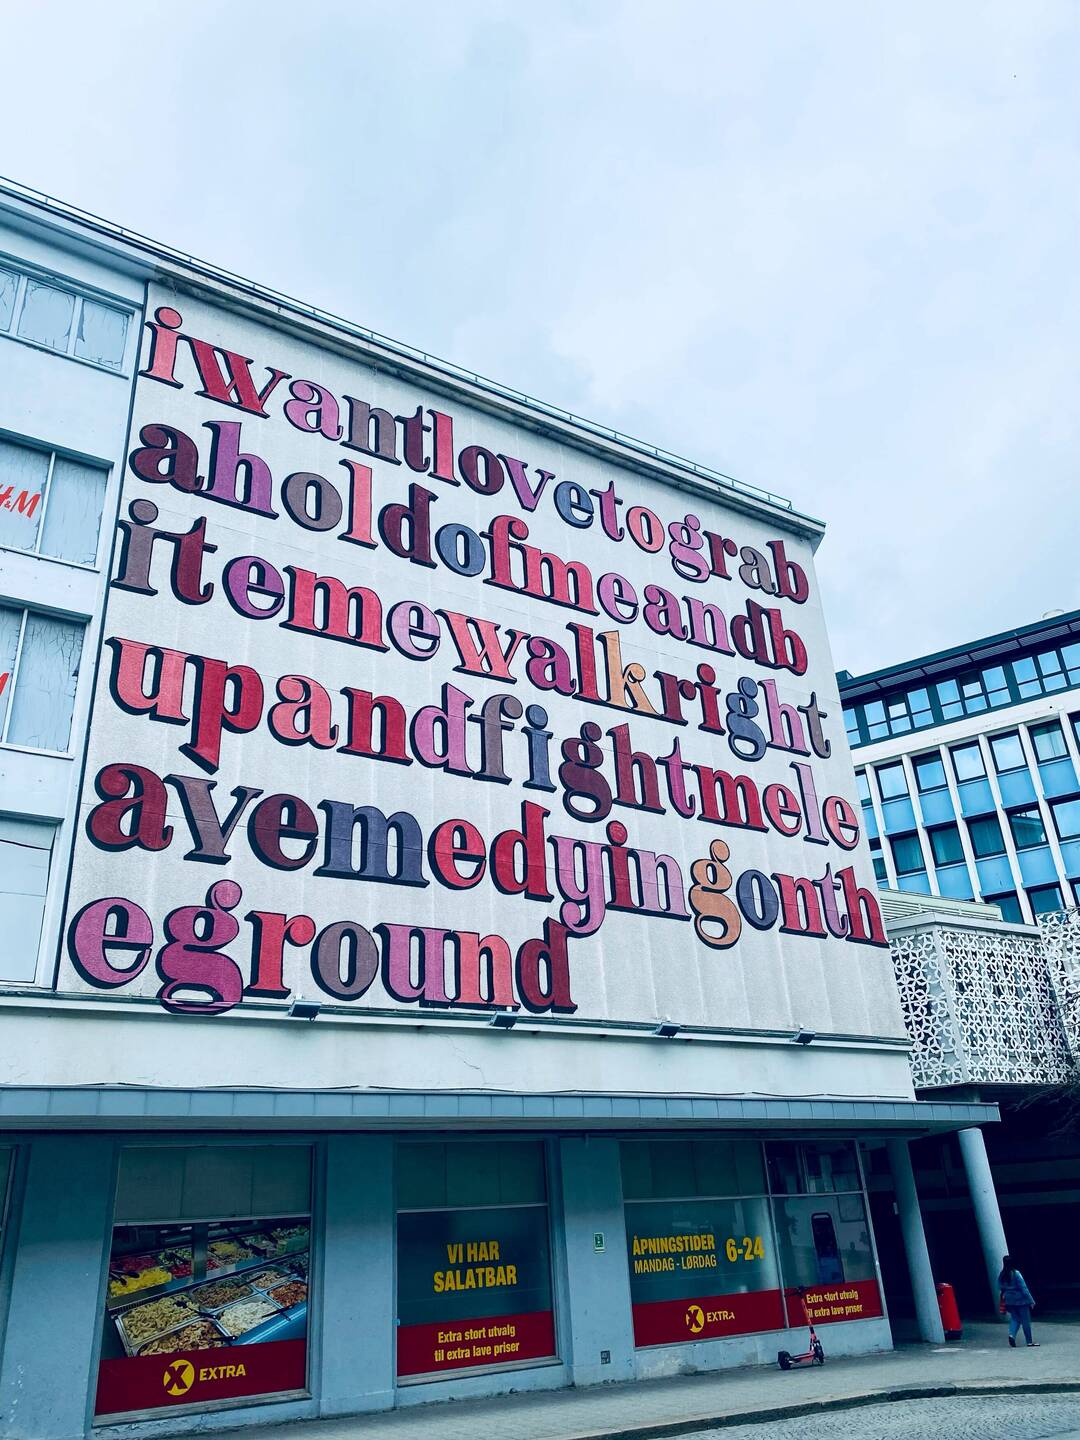 iwantlovetograb
aholdofmeandb
itemewalkright
upandfightmele
avemedyingonth
eground
H&M
VI HAR
SALATBAR
Extra stort utvalg
til extra lave priser
ÅPNINGSTIDER
MANDAG - LØRDAG
6-24
X EXTRA
Extra stort utvalg
til extra lave priser
X EXTRA